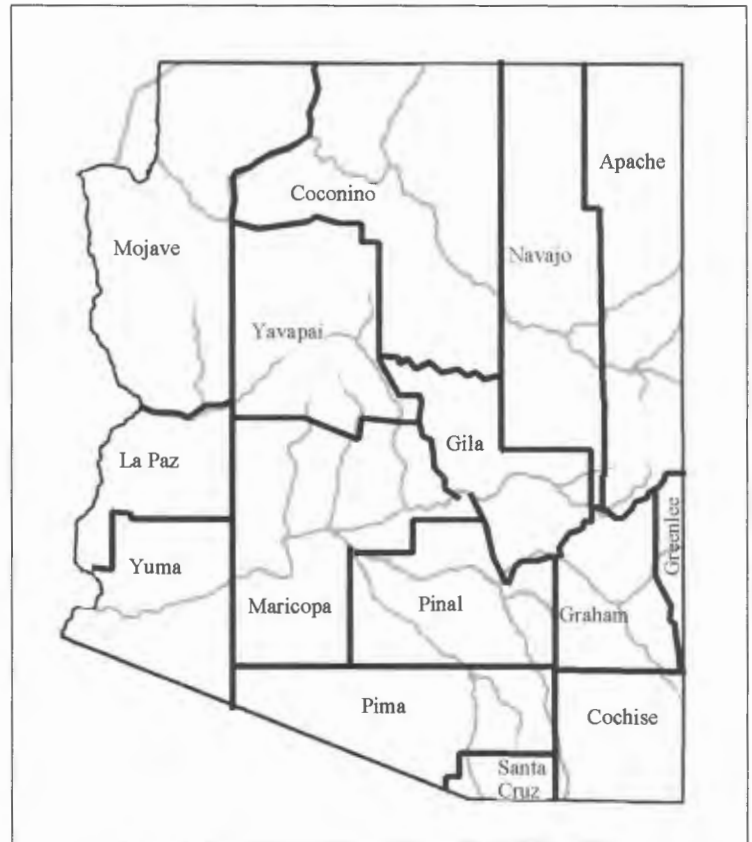 Apache
Coconino
Mojave
Navajo
Yavapai
Gila
La Paz
Greenlee
Yuma
Maricopa
Pinal
Graham
Pima
Cochise
Santa
Cruz